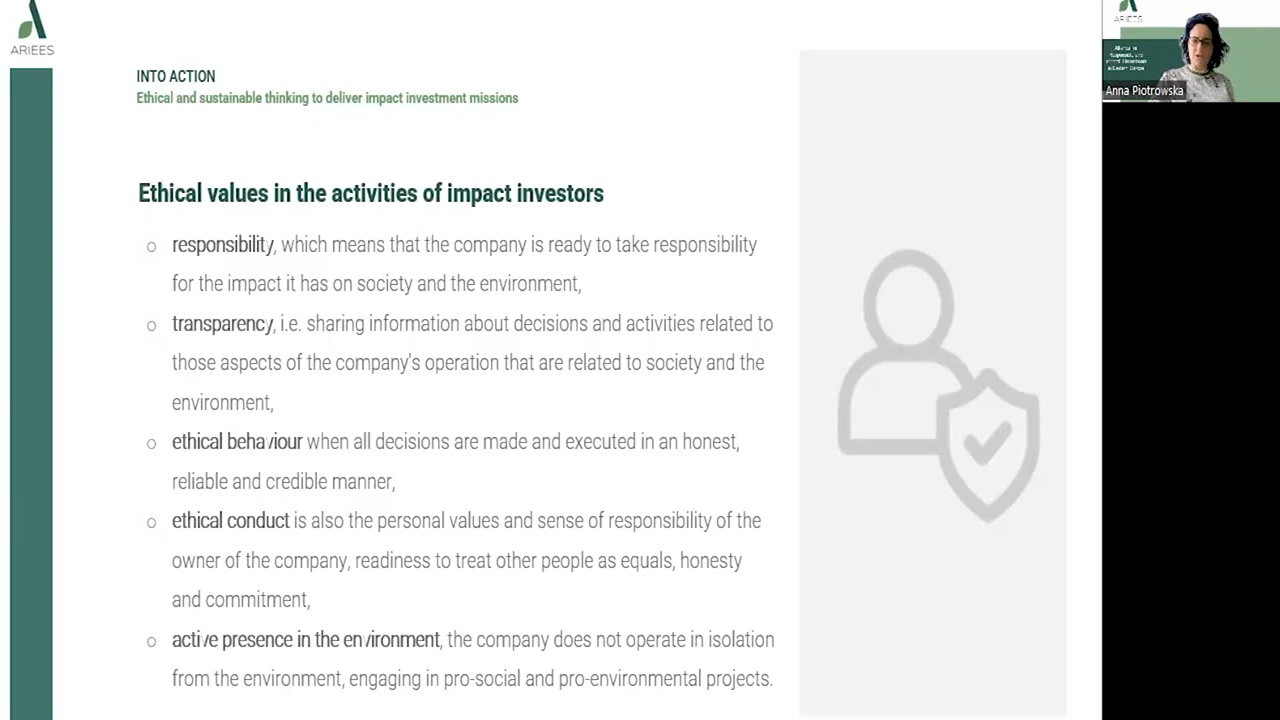 ARIEES
INTO ACTION
Ethical and sustainable thinking to deliver impact investment missions
Ethical values in the activities of impact investors
responsibility, which means that the company is ready to take responsibility
for the impact it has on society and the environment,
transparency, i.e. sharing information about decisions and activities related to
those aspects of the company's operation that are related to society and the
environment,
ethical behaviour when all decisions are made and executed in an honest,
reliable and credible manner,
ethical conduct is also the personal values and sense of responsibility of the
owner of the company, readiness to treat other people as equals, honesty
and commitment,
active presence in the environment, the company does not operate in isolation
from the environment, engaging in pro-social and pro-environmental projects.
ARIEES
Anna Piotrowska